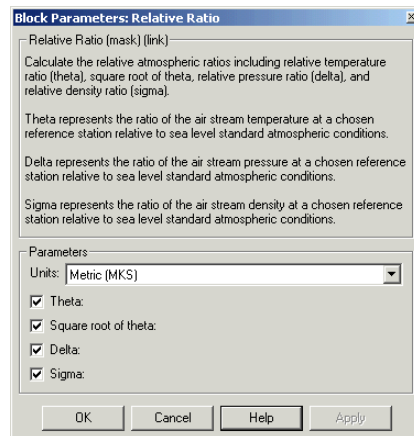 Block Parameters: Relative Ratio
Relative Ratio (mask) (link)
Calculate the relative atmospheric ratios including relative temperature
ratio (theta), square root of theta, relative pressure ratio (delta), and
relative density ratio (sigma).
Theta represents the ratio of the air stream temperature at a chosen
reference station relative to sea level standard atmospheric conditions.
Delta represents the ratio of the air stream pressure at a chosen reference
station relative to sea level standard atmospheric conditions.
Sigma represents the ratio of the air stream density at a chosen reference
station relative to sea level standard atmospheric conditions.
Parameters
Units: Metric (MKS)
Theta:
Square root of theta:
Delta:
Sigma:
OK Cancel Help Apply